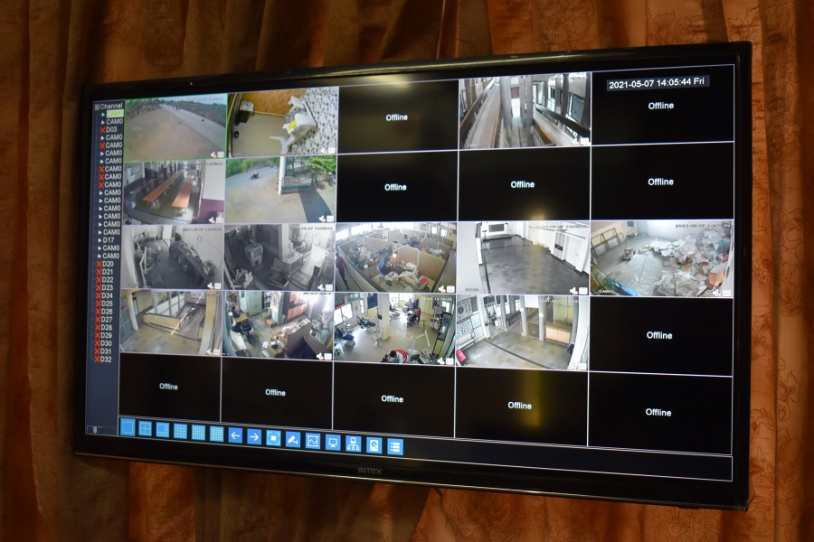 Channel
CAM0
D03
CAM0
CAM0
CAM0
CAM0
CAM0
CAM0
CAM0
CAM0
CAM0
CAM0
CAM0
CAM0
CAM0
D17
CAM0
CAM0
D20
D21
D22
D23
D24
D25
D26
D27
D28
D29
D30
D31
D32
2021-05-07 14:05:44 Fri
Offline
Offline
Offline
Offline
Offline
Offline
Offline
Offline
Offline
Offline
Offline
INTEX